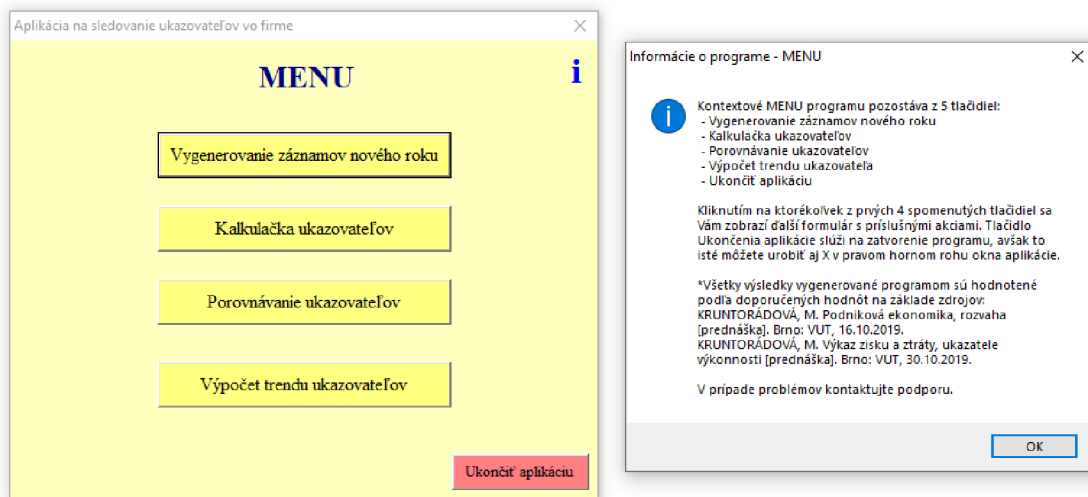 Aplikácia na sledovanie ukazovateľov vo firme
MENU
i
Vygenerovanie záznamov nového roku
Kalkulačka ukazovateľov
Porovnávanie ukazovateľov
Výpočet trendu ukazovateľov
Ukončiť aplikáciu
Informácie o programe - MENU
Kontextové MENU programu pozostáva z 5 tlačidiel:
- Vygenerovanie záznamov nového roku
- Kalkulačka ukazovateľov
- Porovnávanie ukazovateľov
- Výpočet trendu ukazovateľa
- Ukončiť aplikáciu
Kliknutím na ktorékoľvek z prvých 4 spomenutých tlačidiel sa
Vám zobrazí ďalší formulár s príslušnými akciami. Tlačidlo
Ukončenia aplikácie slúži na zatvorenie programu, avšak to
isté môžete urobiť aj X v pravom hornom rohu okna aplikácie.
*Všetky výsledky vygenerované programom sú hodnotené
podľa doporučených hodnôt na základe zdrojov:
KRUNTORÁDOVÁ, M. Podniková ekonomika, rozvaha
[prednáška]. Brno: VUT, 16.10.2019.
KRUNTORÁDOVÁ, M. Výkaz zisku a ztráty, ukazatele
výkonnosti [prednáška]. Brno: VUT, 30.10.2019.
V prípade problémov kontaktujte podporu.
OK